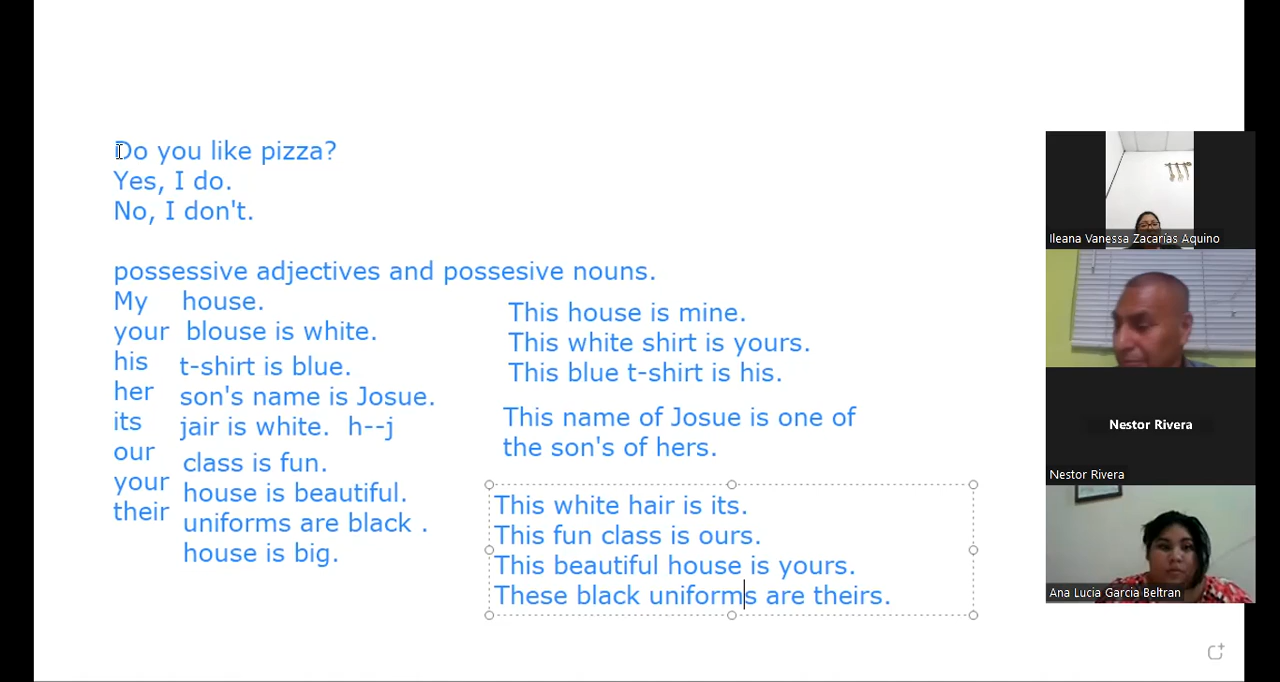 Do you like pizza?
Yes, I do.
No, I don't.
possessive adjectives and possesive nouns.
My house.
your blouse is white.
his t-shirt is blue.
her son's name is Josue.
its jair is white. h--j
our class is fun.
your house is beautiful.
their uniforms are black .
house is big.
This house is mine.
This white shirt is yours.
This blue t-shirt is his.
This name of Josue is one of
the son's of hers.
This white hair is its.
This fun class is ours.
This beautiful house is yours.
These black uniforms are theirs.
Ileana Vanessa Zacarías Aquino
Nestor Rivera
Nestor Rivera
Ana Lucia Garcia Beltran